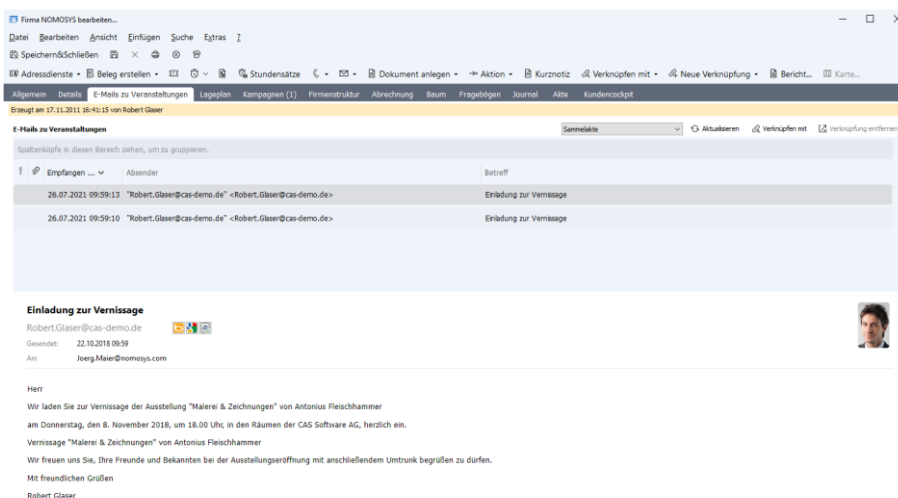 Firma NOMOSYS bearbeiten...
Datei Bearbeiten Ansicht Einfügen Suche Extras ?
Speichern&Schließen
Adressdienste Beleg erstellen Stundensätze Dokument anlegen Aktion Kurznotiz Verknüpfen mit Neue Verknüpfung Bericht... Karte...
Allgemein Details E-Mails zu Veranstaltungen Lageplan Kampagnen (1) Firmenstruktur Abrechnung Baum Fragebögen Journal Akte Kundencockpit
Erzeugt am 17.11.2011 16:41:15 von Robert Glaser
E-Mails zu Veranstaltungen Sammelakte Aktualisieren Verknüpfen mit Verknüpfung entfernen
Spaltenköpfe in diesen Bereich ziehen, um zu gruppieren.
! Empfangen ... Absender Betreff
26.07.2021 09:59:13 "Robert.Glaser@cas-demo.de" <Robert.Glaser@cas-demo.de> Einladung zur Vernissage
26.07.2021 09:59:10 "Robert.Glaser@cas-demo.de" <Robert.Glaser@cas-demo.de> Einladung zur Vernissage
Einladung zur Vernissage
Robert.Glaser@cas-demo.de
Gesendet: 22.10.2018 09:59
An: Joerg.Maier@nomosys.com
Herr
Wir laden Sie zur Vernissage der Ausstellung "Malerei & Zeichnungen" von Antonius Fleischhammer
am Donnerstag, den 8. November 2018, um 18.00 Uhr, in den Räumen der CAS Software AG, herzlich ein.
Vernissage "Malerei & Zeichnungen" von Antonius Fleischhammer
Wir freuen uns Sie, Ihre Freunde und Bekannten bei der Ausstellungseröffnung mit anschließendem Umtrunk begrüßen zu dürfen.
Mit freundlichen Grüßen
Robert Glaser